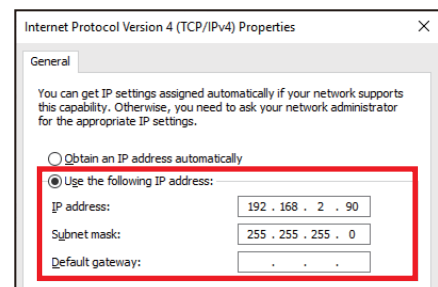 Internet Protocol Version 4 (TCP/IPv4) Properties
General
You can get IP settings assigned automatically if your network supports
this capability. Otherwise, you need to ask your network administrator
for the appropriate IP settings.
Obtain an IP address automatically
Use the following IP address:
IP address: 192 . 168 . 2 . 90
Subnet mask: 255 . 255 . 255 . 0
Default gateway: . . .